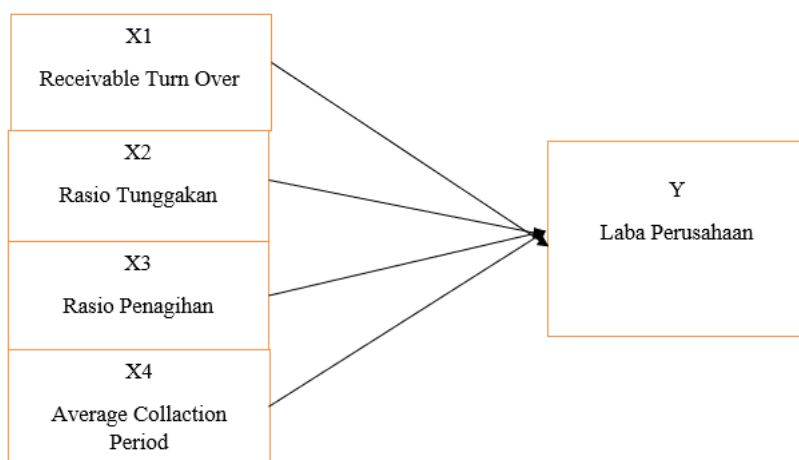 X1
Receivable Turn Over
X2
Rasio Tunggakan
X3
Rasio Penagihan
X4
Average Collaction
Period
Y
Laba Perusahaan